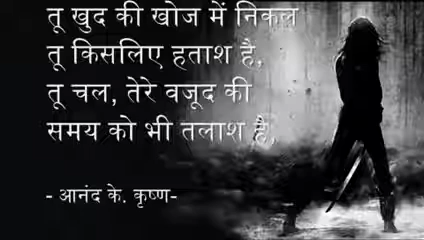 तू खुद की खोज में निकल
तू किसलिए हताश है,
तू चल, तेरे वजूद की
समय को भी तलाश है,
- आनंद के. कृष्ण-